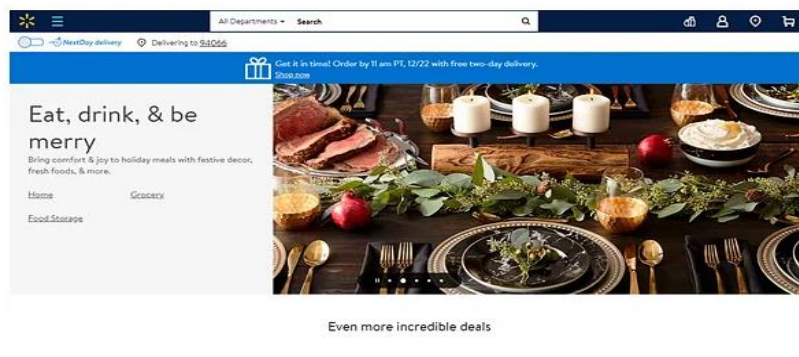 All Departments Search
NextDay delivery Delivering to 94066
Get it in time! Order by 11 am PT, 12/22 with free two-day delivery.
Shop now
Eat, drink, & be
merry
Bring comfort & joy to holiday meals with festive decor,
fresh foods, & more.
Home Grocery
Food Storage
Even more incredible deals